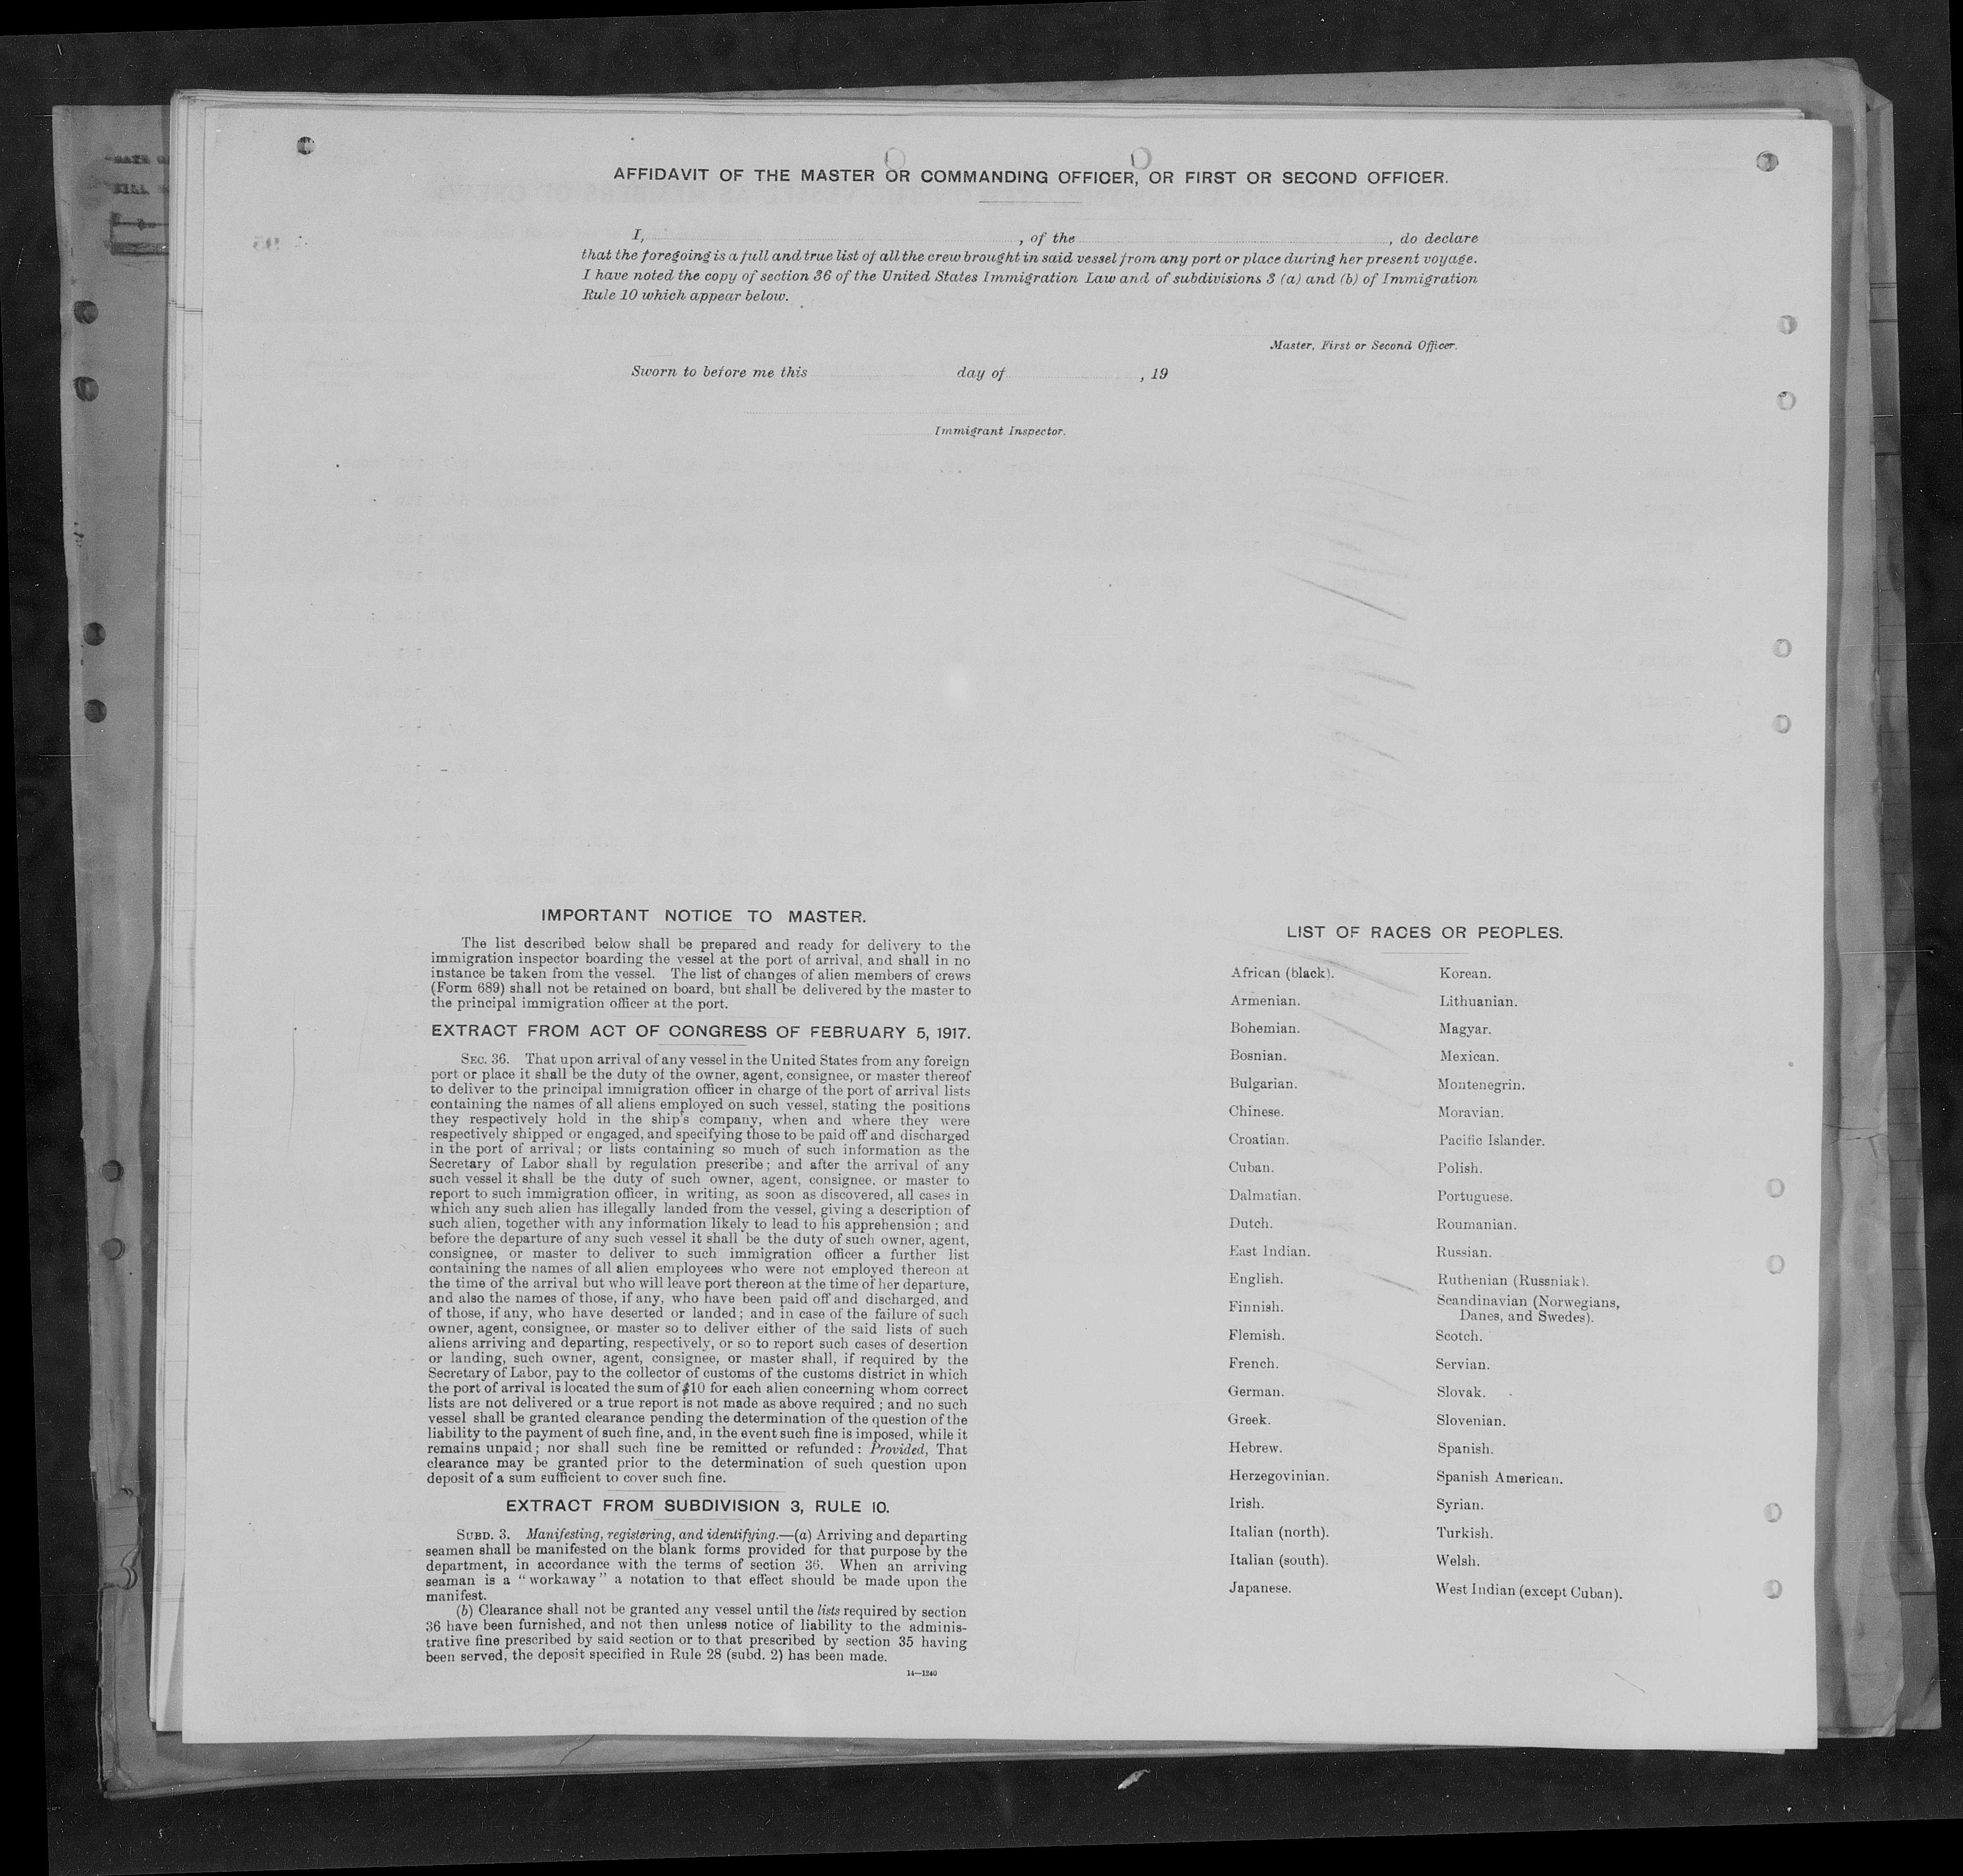 AFFIDAVIT OF THE MASTER OR COMMANDING OFFICER, OR FIRST OR SECOND OFFICER.
I, , of the , do declare
that the foregoing is a full and true list of all the crew brought in said vessel from any port or place during her present voyage.
I have noted the copy of section 36 of the United States Immigration Law and of subdivisions 3 (a) and (b) of Immigration
Rule 10 which appear below.
Master, First or Second Officer.
Sworn to before me this day of , 19
Immigrant Inspector.
IMPORTANT NOTICE TO MASTER.
The list described below shall be prepared and ready for delivery to the
immigration inspector boarding the vessel at the port of arrival, and shall in no
instance be taken from the vessel. The list of changes of alien members of crews
(Form 689) shall not be retained on board, but shall be delivered by the master to
the principal immigration officer at the port.
EXTRACT FROM ACT OF CONGRESS OF FEBRUARY 5, 1917.
SEC. 36. That upon arrival of any vessel in the United States from any foreign
port or place it shall be the duty of the owner, agent, consignee, or master thereof
to deliver to the principal immigration officer in charge of the port of arrival lists
containing the names of all aliens employed on such vessel, stating the positions
they respectively hold in the ship's company, when and where they were
respectively shipped or engaged, and specifying those to be paid off and discharged
in the port of arrival; or lists containing so much of such information as the
Secretary of Labor shall by regulation prescribe; and after the arrival of any
such vessel it shall be the duty of such owner, agent, consignee, or master to
report to such immigration officer, in writing, as soon as discovered, all cases in
which any such alien has illegally landed from the vessel, giving a description of
such alien, together with any information likely to lead to his apprehension; and
before the departure of any such vessel it shall be the duty of such owner, agent,
consignee, or master to deliver to such immigration officer a further list
containing the names of all alien employees who were not employed thereon at
the time of the arrival but who will leave port thereon at the time of her departure,
and also the names of those, if any, who have been paid off and discharged, and
of those, if any, who have deserted or landed; and in case of the failure of such
owner, agent, consignee, or master so to deliver either of the said lists of such
aliens arriving and departing, respectively, or so to report such cases of desertion
or landing, such owner, agent, consignee, or master shall, if required by the
Secretary of Labor, pay to the collector of customs of the customs district in which
the port of arrival is located the sum of $10 for each alien concerning whom correct
lists are not delivered or a true report is not made as above required; and no such
vessel shall be granted clearance pending the determination of the question of the
liability to the payment of such fine, and, in the event such fine is imposed, while it
remains unpaid; nor shall such fine be remitted or refunded: Provided, That
clearance may be granted prior to the determination of such question upon
deposit of a sum sufficient to cover such fine.
EXTRACT FROM SUBDIVISION 3, RULE 10.
SUBD. 3. Manifesting, registering, and identifying.—(a) Arriving and departing
seamen shall be manifested on the blank forms provided for that purpose by the
department, in accordance with the terms of section 36. When an arriving
seaman is a "workaway" a notation to that effect should be made upon the
manifest.
(b) Clearance shall not be granted any vessel until the lists required by section
36 have been furnished, and not then unless notice of liability to the adminis-
trative fine prescribed by said section or to that prescribed by section 35 having
been served, the deposit specified in Rule 28 (subd. 2) has been made.
14—1240
LIST OF RACES OR PEOPLES.
African (black).
Armenian.
Bohemian.
Bosnian.
Bulgarian.
Chinese.
Croatian.
Cuban.
Dalmatian.
Dutch.
East Indian.
English.
Finnish.
Flemish.
French.
German.
Greek.
Hebrew.
Herzegovinian.
Irish.
Italian (north).
Italian (south).
Japanese.
Korean.
Lithuanian.
Magyar.
Mexican.
Montenegrin.
Moravian.
Pacific Islander.
Polish.
Portuguese.
Roumanian.
Russian.
Ruthenian (Russniak).
Scandinavian (Norwegians,
Danes, and Swedes).
Scotch.
Servian.
Slovak.
Slovenian.
Spanish.
Spanish American.
Syrian.
Turkish.
Welsh.
West Indian (except Cuban).